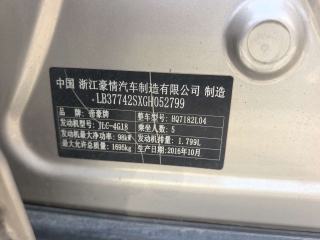 中国 浙江豪情汽车制造有限公司 制造
LB37742SXGH052799
品牌：帝豪牌 整车型号：HQ7182L04
发动机型号：JLC-4G18 乘坐人数：5
发动机最大净功率：98kW 发动机排量：1.799L
最大允许总质量：1695kg 生产日期：2016年10月